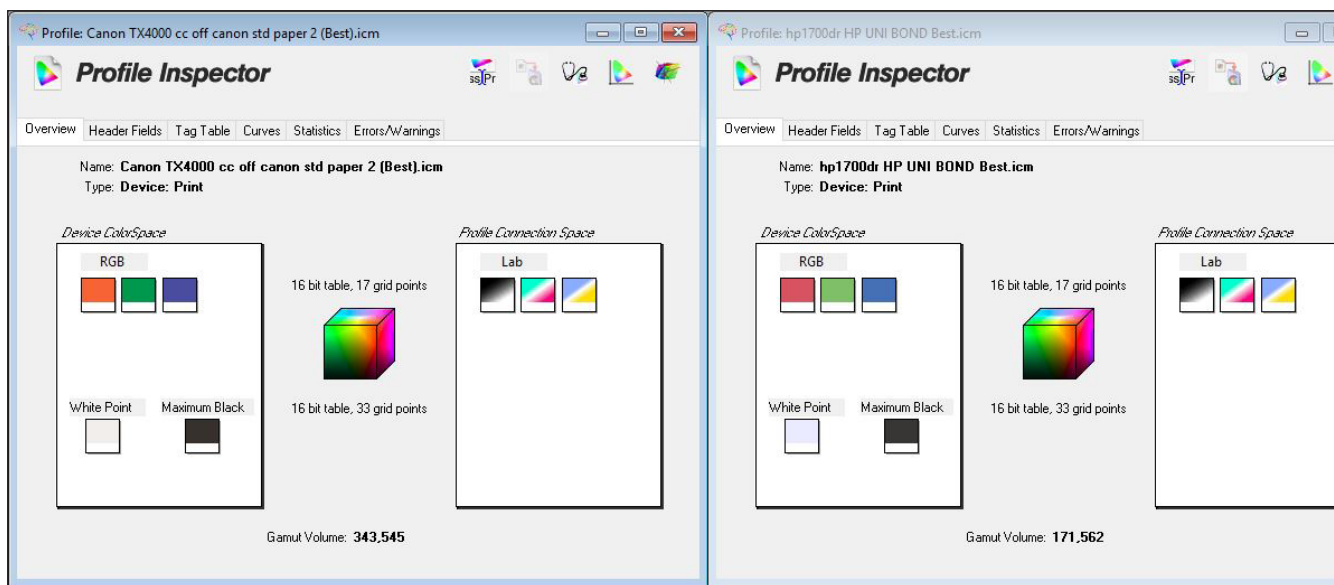 Profile: Canon TX4000 cc off canon std paper 2 (Best).icm
Profile Inspector
ss Pr
Overview Header Fields Tag Table Curves Statistics Errors/Warnings
Name: Canon TX4000 cc off canon std paper 2 (Best).icm
Type: Device: Print
Device ColorSpace
Profile Connection Space
RGB
Lab
16 bit table, 17 grid points
16 bit table, 33 grid points
White Point Maximum Black
Gamut Volume: 343,545
Profile: hp1700dr HP UNI BOND Best.icm
Profile Inspector
ss Pr
Overview Header Fields Tag Table Curves Statistics Errors/Warnings
Name: hp1700dr HP UNI BOND Best.icm
Type: Device: Print
Device ColorSpace
Profile Connection Space
RGB
Lab
16 bit table, 17 grid points
16 bit table, 33 grid points
White Point Maximum Black
Gamut Volume: 171,562